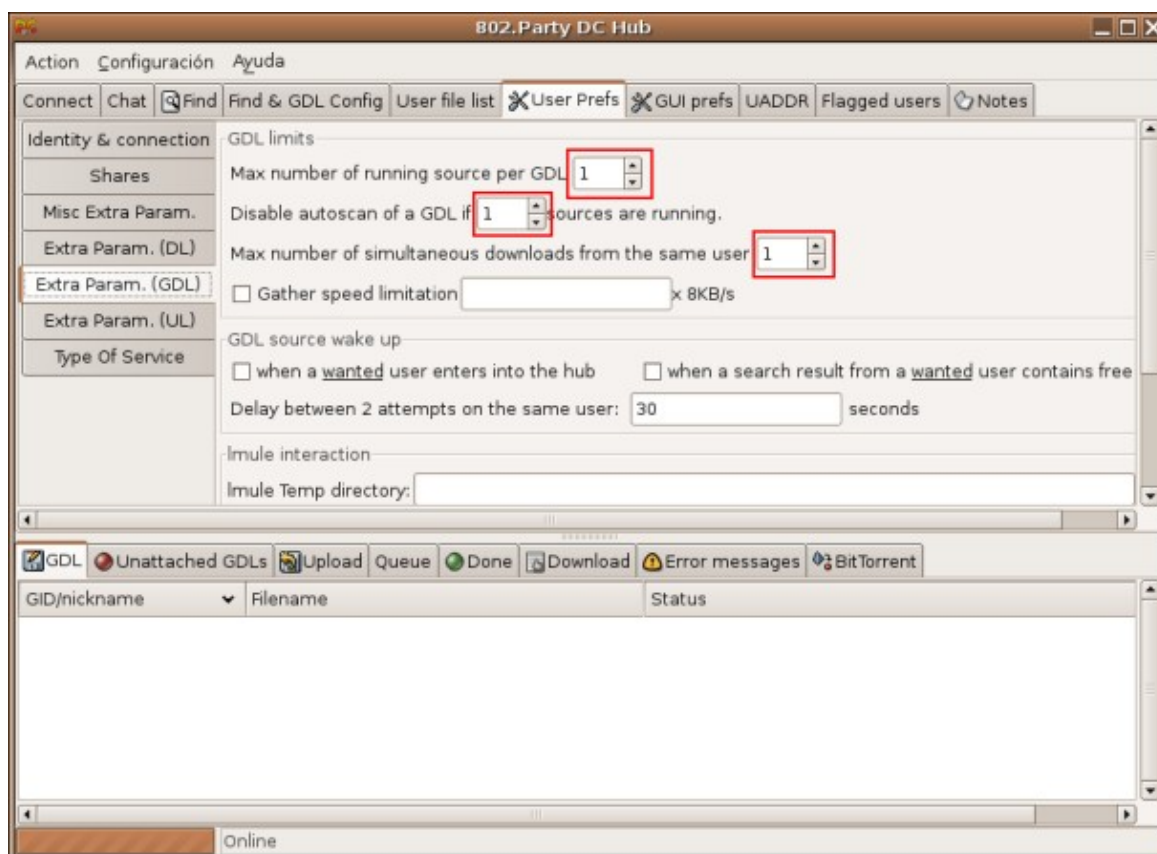 802.Party DC Hub
Action Configuración Ayuda
Connect Chat Find Find & GDL Config User file list User Prefs GUI prefs UADDR Flagged users Notes
Identity & connection
Shares
Misc Extra Param.
Extra Param. (DL)
Extra Param. (GDL)
Extra Param. (UL)
Type Of Service
GDL limits
Max number of running source per GDL 1
Disable autoscan of a GDL if 1 sources are running.
Max number of simultaneous downloads from the same user 1
Gather speed limitation x 8KB/s
GDL source wake up
when a wanted user enters into the hub when a search result from a wanted user contains free
Delay between 2 attempts on the same user: 30 seconds
lmule interaction
lmule Temp directory:
GDL Unattached GDLs Upload Queue Done Download Error messages BitTorrent
GID/nickname Filename Status
Online